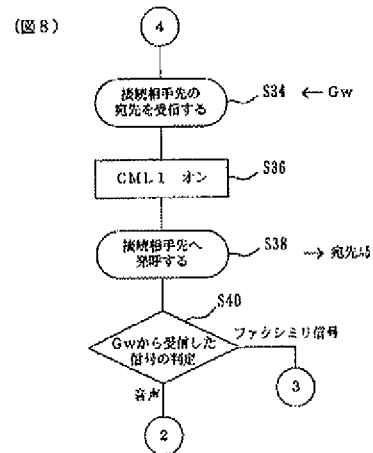 (図8)
4
接続相手先の
宛先を受信する
S34 ← Gw
CML1 オン
S36
接続相手先へ
発呼する
S38 → 宛先局
S40
Gwから受信した
信号の判定
ファクシミリ信号
音声
3
2